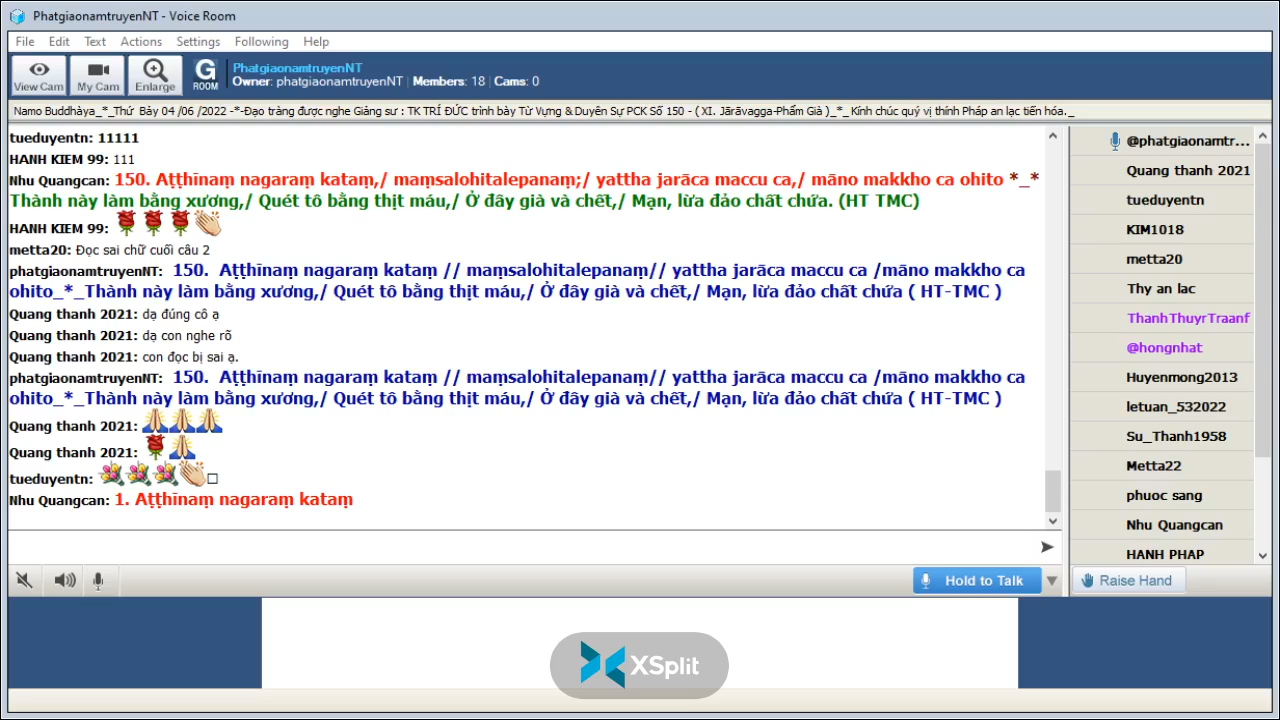 PhatgiaonamtruyenNT - Voice Room
File Edit Text Actions Settings Following Help
View Cam My Cam Enlarge G ROOM
PhatgiaonamtruyenNT
Owner: phatgiaonamtruyenNT | Members: 18 | Cams: 0
Namo Buddhàya_*_Thứ Bảy 04 /06 /2022 -*-Đạo tràng được nghe Giảng sư : TK TRÍ ĐỨC trình bày Từ Vựng & Duyên Sự PCK Số 150 - ( XI. Jārāvagga-Phẩm Già )_*_Kính chúc quý vị thính Pháp an lạc tiến hóa._
tueduyentn: 11111
HANH KIEM 99: 111
Nhu Quangcan: 150. Aṭṭhīnaṃ nagaraṃ kataṃ,/ maṃsalohitalepanaṃ;/ yattha jarāca maccu ca,/ māno makkho ca ohito *_*
Thành này làm bằng xương,/ Quét tô bằng thịt máu,/ Ở đây già và chết,/ Mạn, lừa đảo chất chứa. (HT TMC)
HANH KIEM 99:
metta20: Đọc sai chữ cuối câu 2
phatgiaonamtruyenNT: 150. Aṭṭhīnaṃ nagaraṃ kataṃ // maṃsalohitalepanaṃ// yattha jarāca maccu ca /māno makkho ca
ohito_*_Thành này làm bằng xương,/ Quét tô bằng thịt máu,/ Ở đây già và chết,/ Mạn, lừa đảo chất chứa ( HT-TMC )
Quang thanh 2021: dạ đúng cô ạ
Quang thanh 2021: dạ con nghe rõ
Quang thanh 2021: con đọc bị sai ạ.
phatgiaonamtruyenNT: 150. Aṭṭhīnaṃ nagaraṃ kataṃ // maṃsalohitalepanaṃ// yattha jarāca maccu ca /māno makkho ca
ohito_*_Thành này làm bằng xương,/ Quét tô bằng thịt máu,/ Ở đây già và chết,/ Mạn, lừa đảo chất chứa ( HT-TMC )
Quang thanh 2021:
Quang thanh 2021:
tueduyentn:
Nhu Quangcan: 1. Aṭṭhīnaṃ nagaraṃ kataṃ
@phatgiaonamtr...
Quang thanh 2021
tueduyentn
KIM1018
metta20
Thy an lac
ThanhThuyrTraanf
@hongnhat
Huyenmong2013
letuan_532022
Su_Thanh1958
Metta22
phuoc sang
Nhu Quangcan
HANH PHAP
Hold to Talk
Raise Hand
XSplit